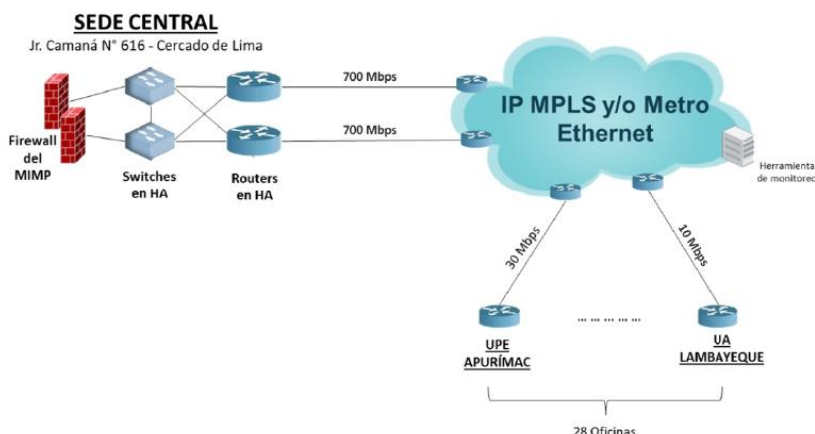 SEDE CENTRAL
Jr. Camaná N° 616 - Cercado de Lima
700 Mbps
700 Mbps
IP MPLS y/o Metro
Ethernet
Firewall
del
MIMP
Switches
en HA
Routers
en HA
Herramienta
de monitoreo
30 Mbps
10 Mbps
... ... ... ... ...
UPE
APURÍMAC
UA
LAMBAYEQUE
28 Oficinas